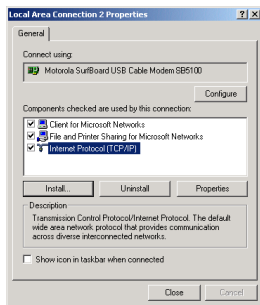 Local Area Connection 2 Properties
General
Connect using:
Motorola SurfBoard USB Cable Modem SB5100
Configure
Components checked are used by this connection:
Client for Microsoft Networks
File and Printer Sharing for Microsoft Networks
Internet Protocol (TCP/IP)
Install... Uninstall Properties
Description
Transmission Control Protocol/Internet Protocol. The default
wide area network protocol that provides communication
across diverse interconnected networks.
Show icon in taskbar when connected
Close Cancel